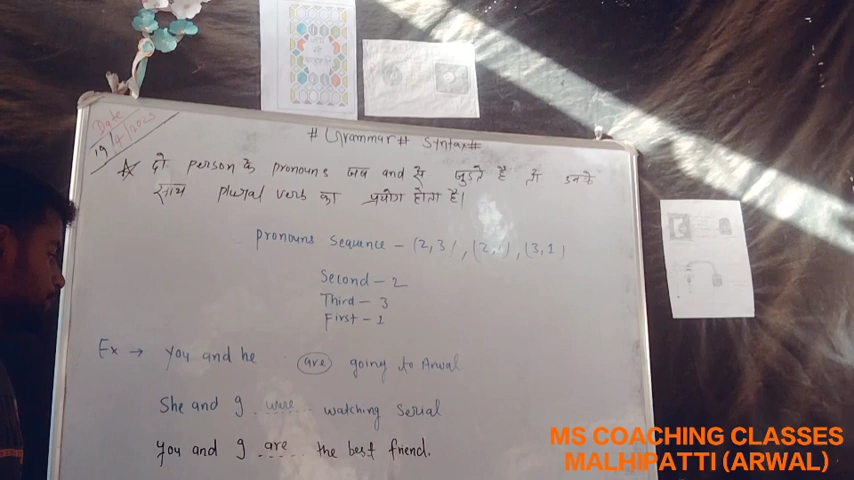 Date
19/4/2023
# Grammar # Syntax #
☆ दो person के pronouns जब and से जुड़ते है तो उनके
साथ plural verb का प्रयोग होता है।
pronouns sequance - (2,3), (2, ), (3,1)
Second - 2
Third - 3
First - 1
Ex → you and he are going to Arwal
She and I were watching serial
you and I are the best friend.
MS COACHING CLASSES
MALHIPATTI (ARWAL)